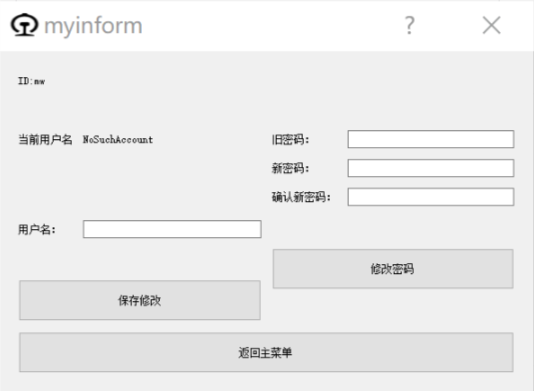 myinform ?
ID:mw
当前用户名 NoSuchAccount
旧密码：
新密码：
确认新密码：
用户名：
修改密码
保存修改
返回主菜单